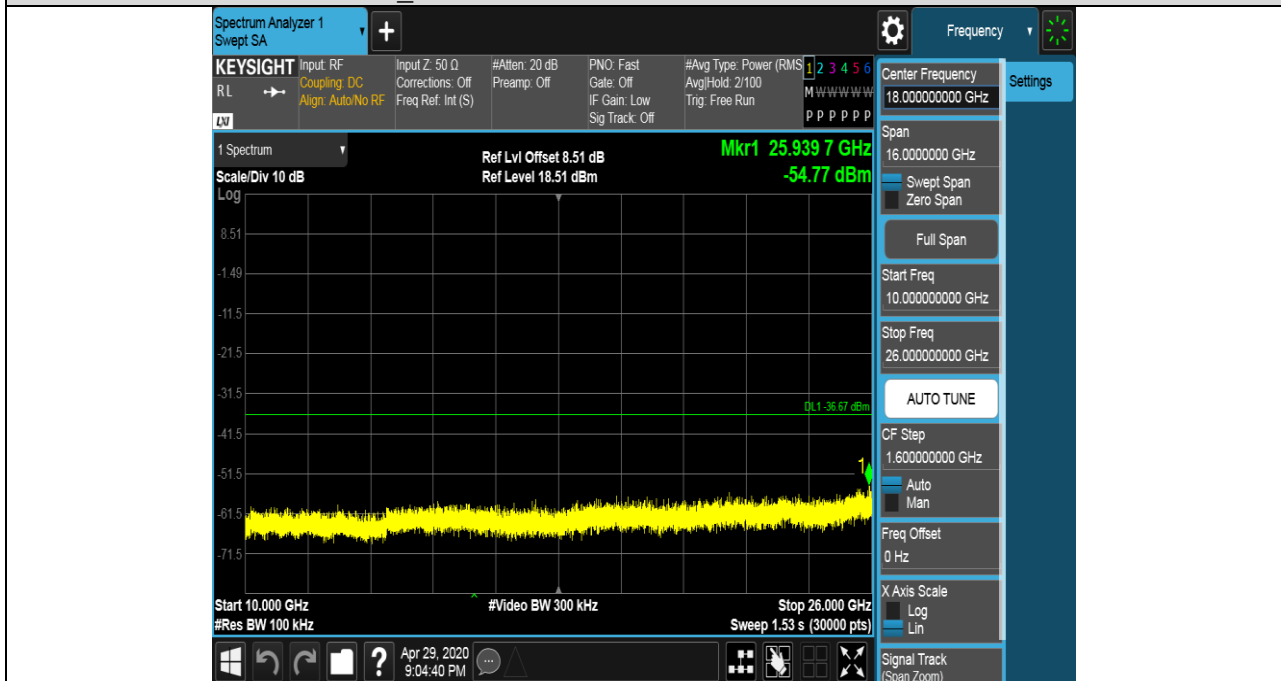 Spectrum Analyzer 1
Swept SA
Frequency
KEYSIGHT
RL
LXI
Input: RF
Coupling: DC
Align: Auto/No RF
Input Z: 50 Ω
Corrections: Off
Freq Ref: Int (S)
#Atten: 20 dB
Preamp: Off
PNO: Fast
Gate: Off
IF Gain: Low
Sig Track: Off
#Avg Type: Power (RMS
Avg|Hold: 2/100
Trig: Free Run
1 2 3 4 5 6
M W W W W W
P P P P P P
1 Spectrum
Scale/Div 10 dB
Ref Lvl Offset 8.51 dB
Ref Level 18.51 dBm
Mkr1 25.939 7 GHz
-54.77 dBm
Log
8.51
-1.49
-11.5
-21.5
-31.5
DL1 -36.67 dBm
-41.5
1
-51.5
-61.5
-71.5
Start 10.000 GHz
#Video BW 300 kHz
Stop 26.000 GHz
#Res BW 100 kHz
Sweep 1.53 s (30000 pts)
Apr 29, 2020
9:04:40 PM
Center Frequency
18.000000000 GHz
Span
16.0000000 GHz
Swept Span
Zero Span
Full Span
Start Freq
10.000000000 GHz
Stop Freq
26.000000000 GHz
AUTO TUNE
CF Step
1.600000000 GHz
Auto
Man
Freq Offset
0 Hz
X Axis Scale
Log
Lin
Signal Track
(Span Zoom)
Settings